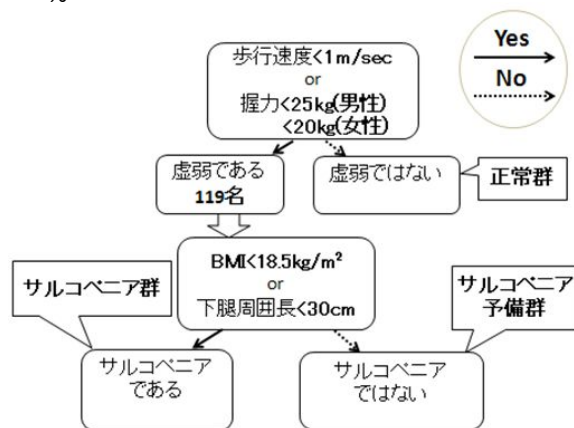 歩行速度<1m/sec
or
握力<25kg(男性)
<20kg(女性)
Yes
No
虚弱である
119名
虚弱ではない
正常群
BMI<18.5kg/m²
or
下腿周囲長<30cm
サルコペニア群
サルコペニア
予備群
サルコペニア
である
サルコペニア
ではない